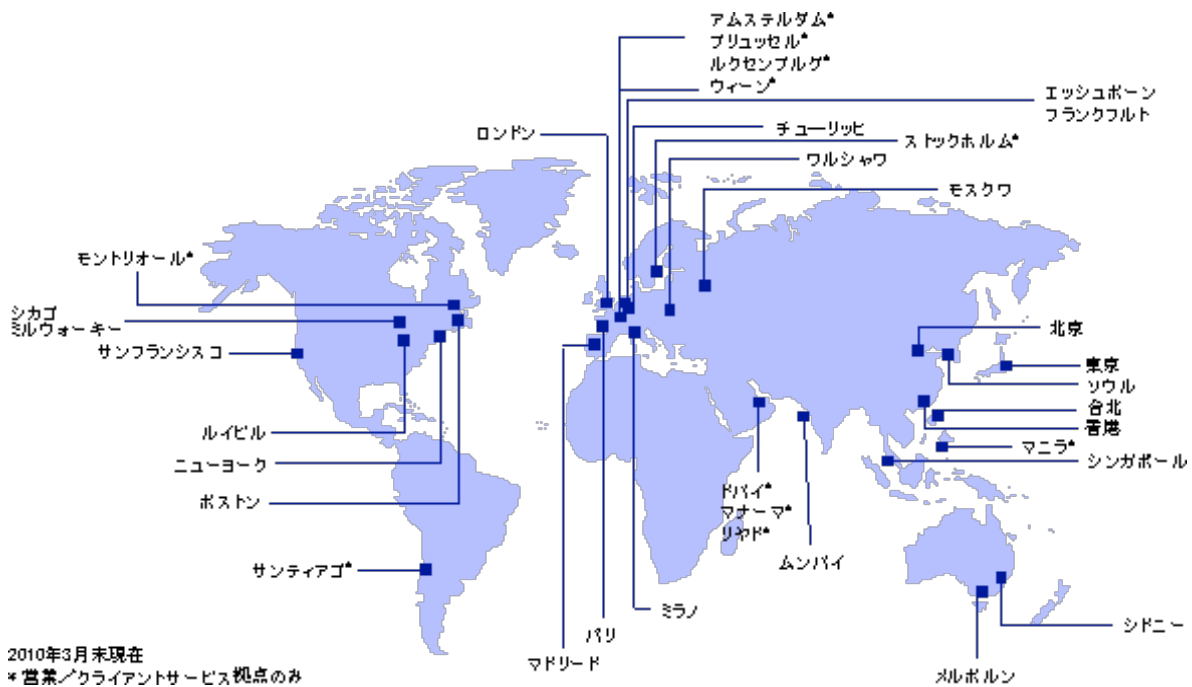 アムステルダム*
ブリュッセル*
ルクセンブルグ*
ウィーン*
エッシュボーン
フランクフルト
チューリッヒ
ロンドン
ストックホルム*
ワルシャワ
モスクワ
モントリオール*
シカゴ
ミルウォーキー
サンフランシスコ
北京
東京
ソウル
台北
香港
マニラ*
シンガポール
ルイビル
ニューヨーク
ボストン
ドバイ*
マナーマ*
リヤド*
ムンバイ
サンティアゴ*
ミラノ
パリ
マドリード
シドニー
メルボルン
2010年3月末現在
* 営業／クライアントサービス拠点のみ